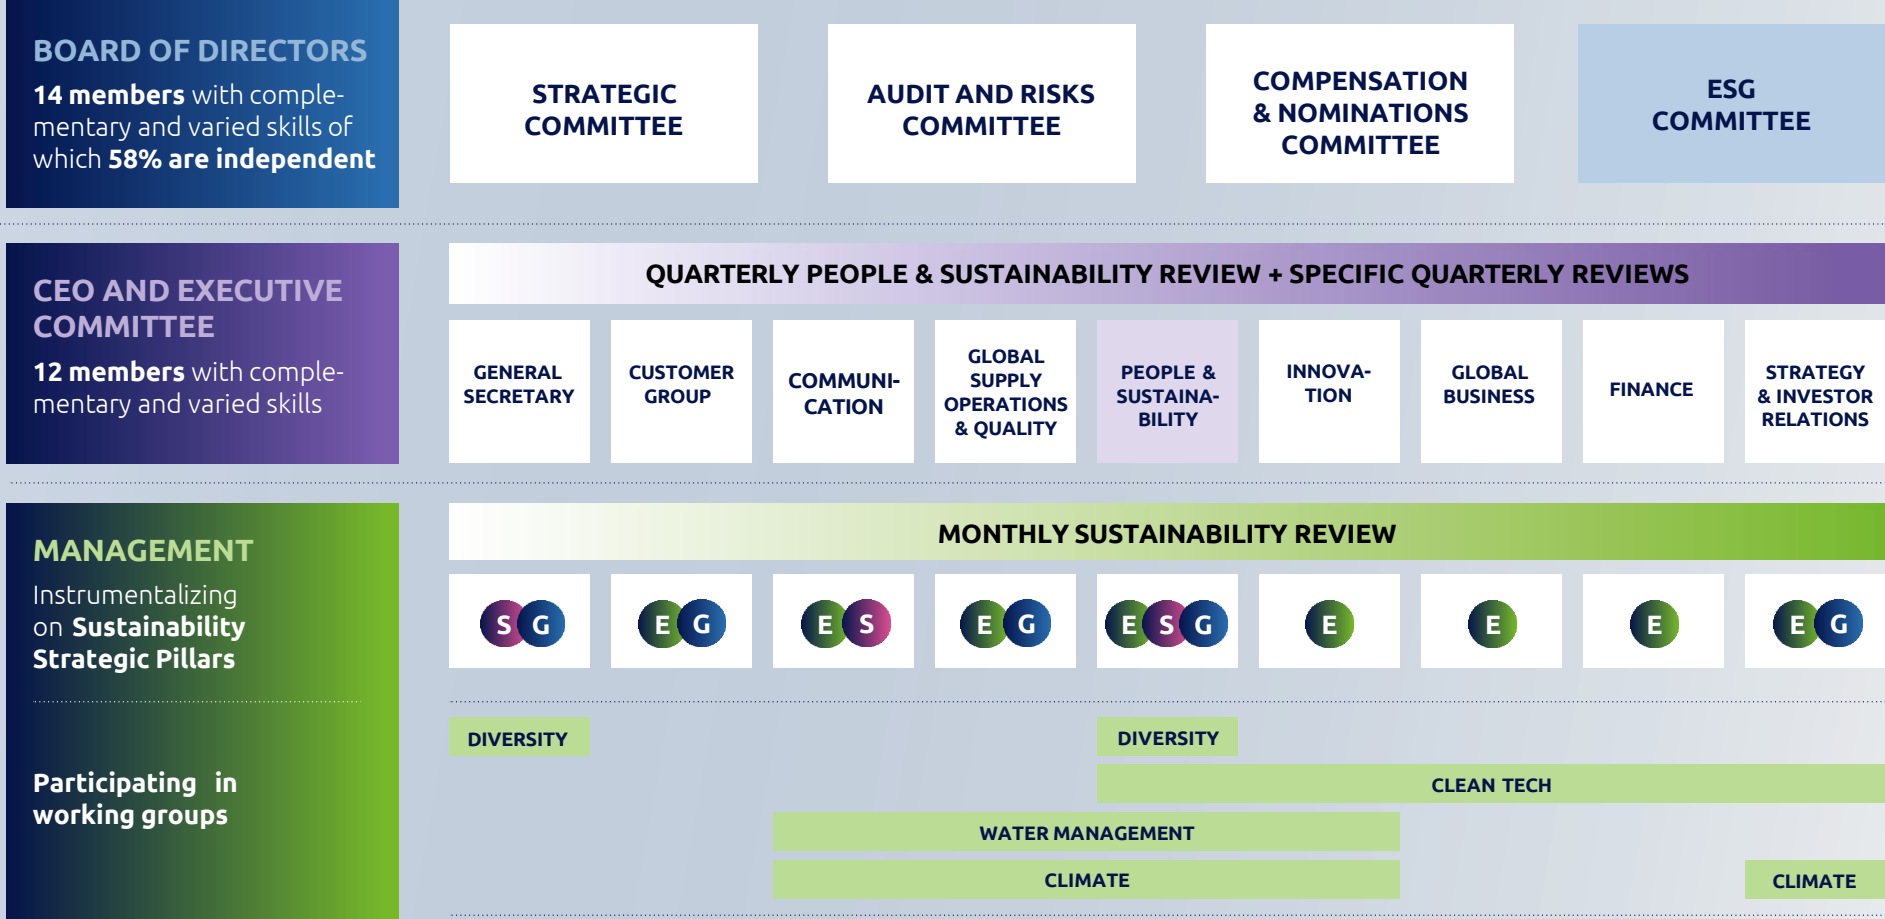 BOARD OF DIRECTORS
14 members with comple-
mentary and varied skills of
which 58% are independent
STRATEGIC
COMMITTEE
AUDIT AND RISKS
COMMITTEE
COMPENSATION
& NOMINATIONS
COMMITTEE
ESG
COMMITTEE
CEO AND EXECUTIVE
COMMITTEE
12 members with comple-
mentary and varied skills
QUARTERLY PEOPLE & SUSTAINABILITY REVIEW + SPECIFIC QUARTERLY REVIEWS
GENERAL
SECRETARY
CUSTOMER
GROUP
COMMUNI-
CATION
GLOBAL
SUPPLY
OPERATIONS
& QUALITY
PEOPLE &
SUSTAINA-
BILITY
INNOVA-
TION
GLOBAL
BUSINESS
FINANCE
STRATEGY
& INVESTOR
RELATIONS
MANAGEMENT
Instrumentalizing
on Sustainability
Strategic Pillars
MONTHLY SUSTAINABILITY REVIEW
S G
E G
E S
E G
E S G
E
E
E
E G
Participating in
working groups
DIVERSITY
DIVERSITY
CLEAN TECH
WATER MANAGEMENT
CLIMATE
CLIMATE